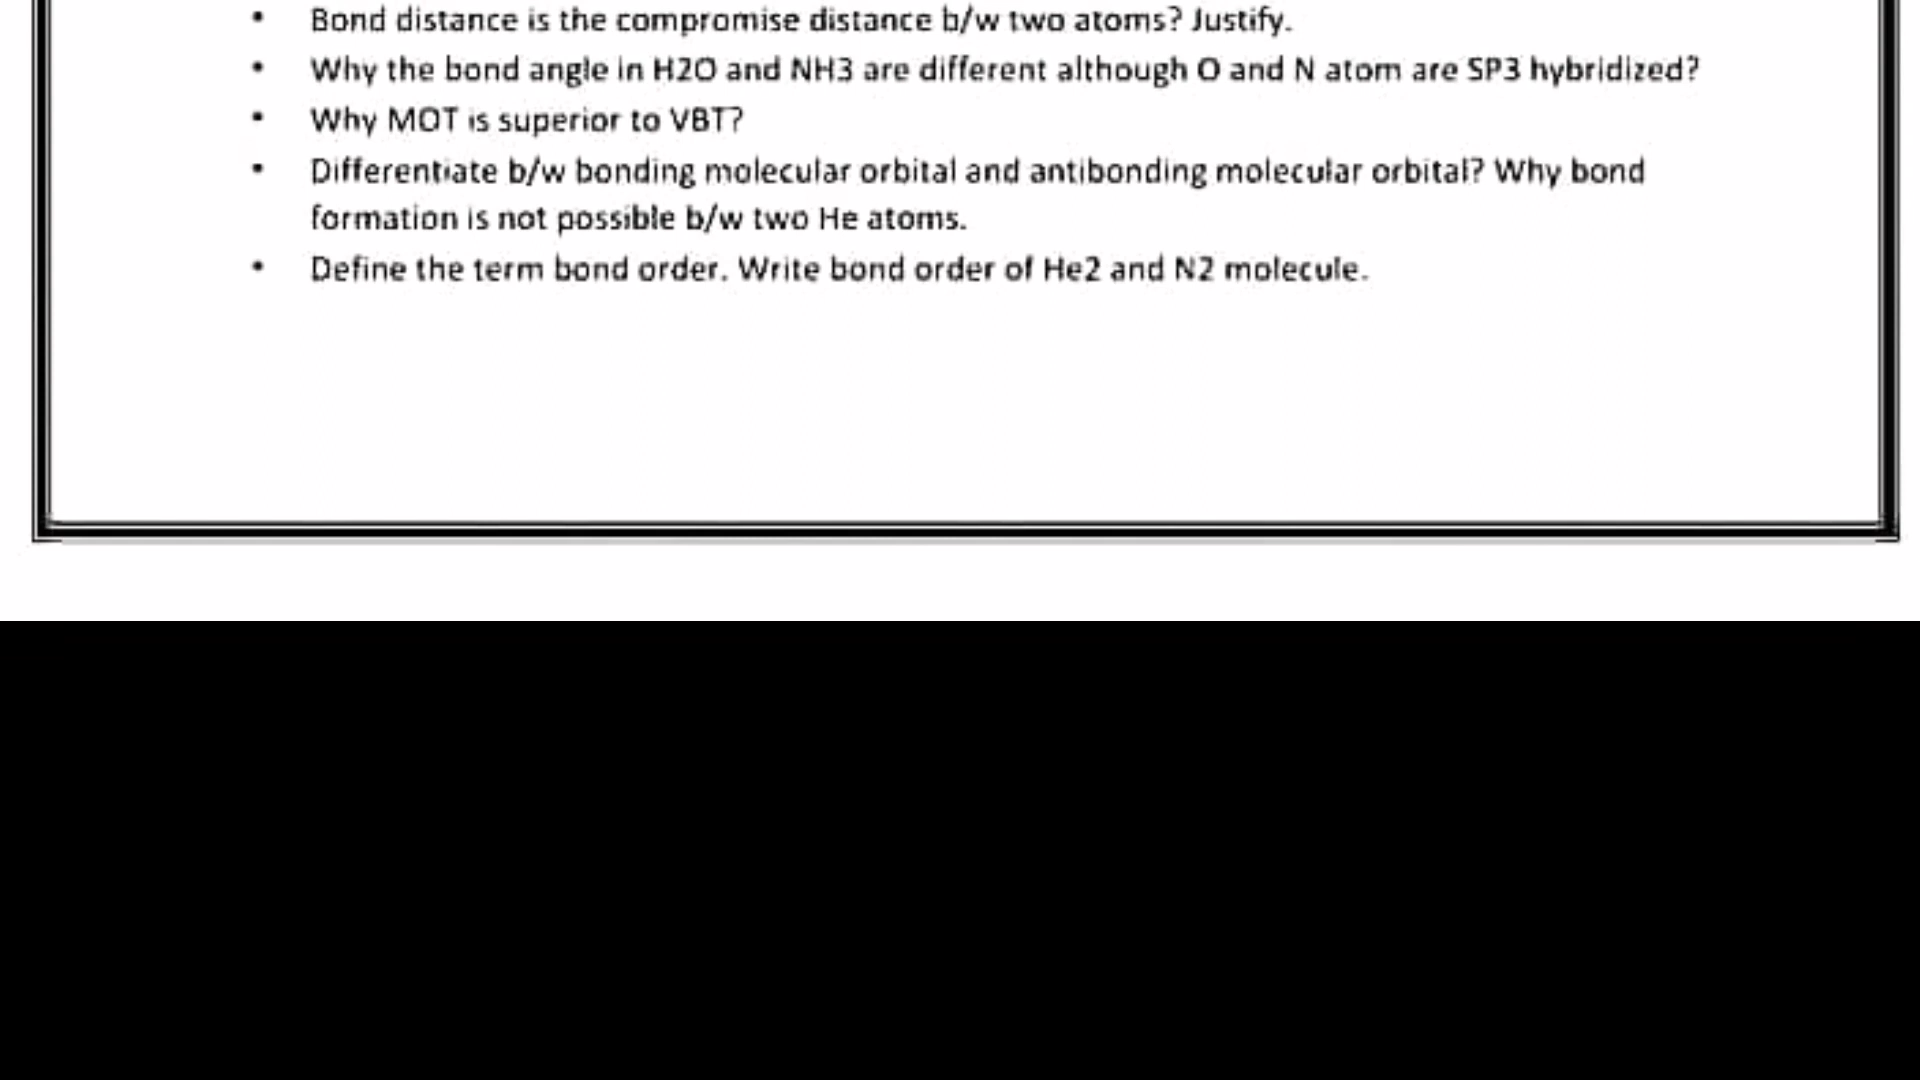 • Bond distance is the compromise distance b/w two atoms? Justify.
• Why the bond angle in H2O and NH3 are different although O and N atom are SP3 hybridized?
• Why MOT is superior to VBT?
• Differentiate b/w bonding molecular orbital and antibonding molecular orbital? Why bond
formation is not possible b/w two He atoms.
• Define the term bond order. Write bond order of He2 and N2 molecule.